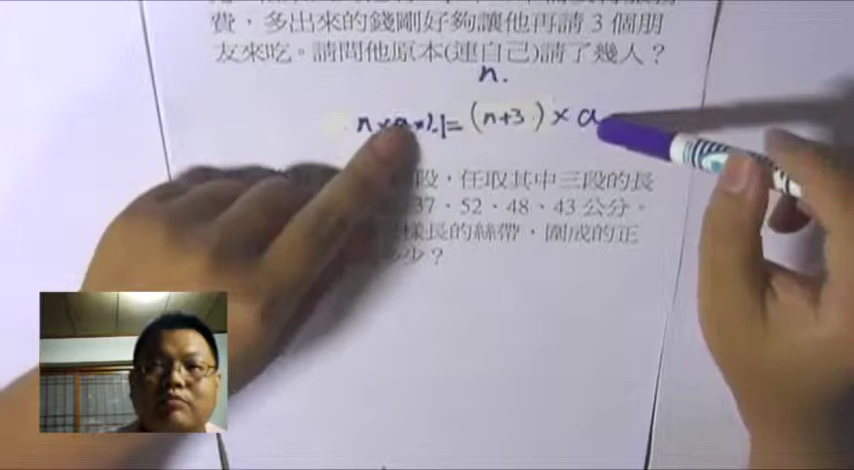 費，多出來的錢剛好夠讓他再請 3 個朋
友來吃。請問他原本(連自己)請了幾人？
n.
n×a×1.1=(n+3)×a
段，任取其中三段的長
37、52、48、43公分。
樣長的絲帶，圍成的正
少？